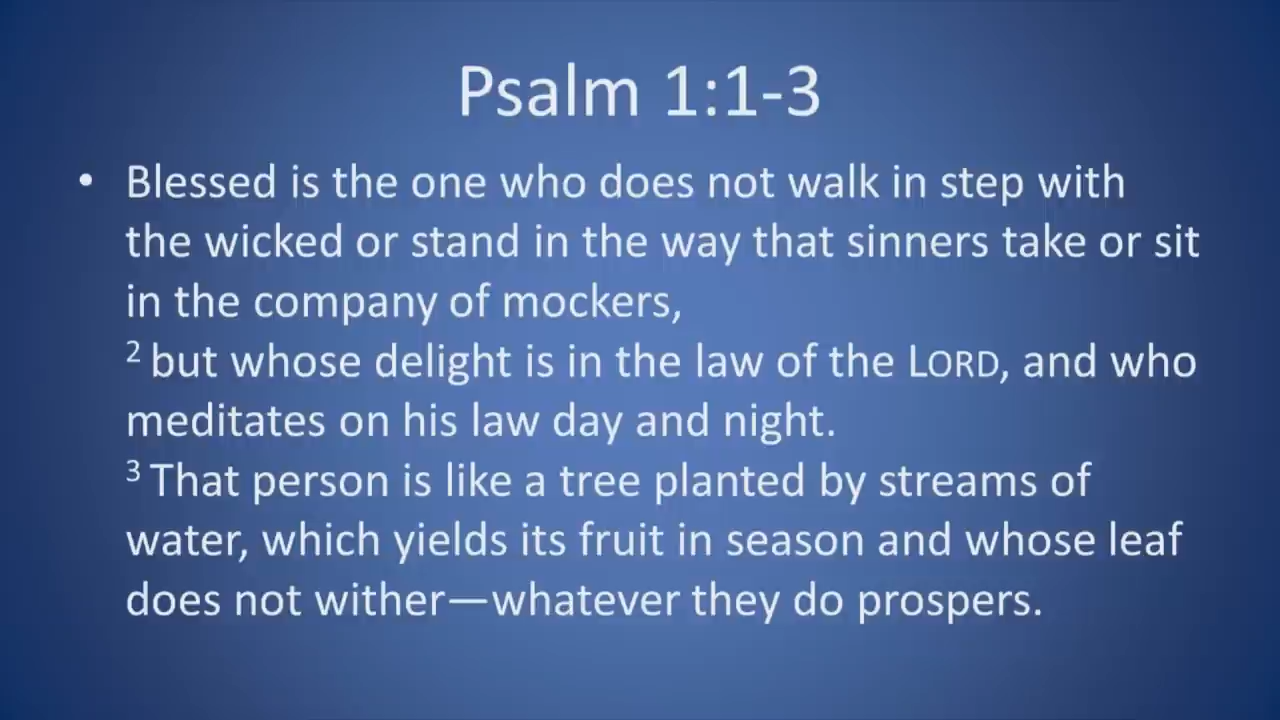 Psalm 1:1-3
• Blessed is the one who does not walk in step with
the wicked or stand in the way that sinners take or sit
in the company of mockers,
2 but whose delight is in the law of the LORD, and who
meditates on his law day and night.
3 That person is like a tree planted by streams of
water, which yields its fruit in season and whose leaf
does not wither—whatever they do prospers.